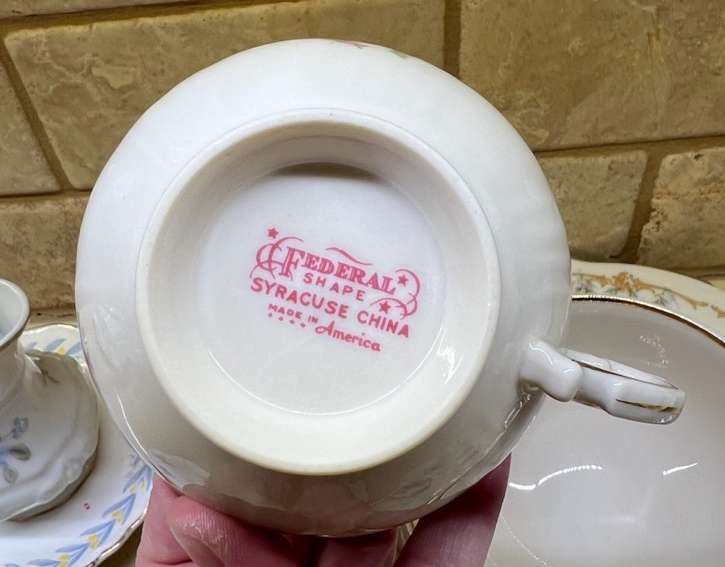 FEDERAL
SHAPE
SYRACUSE CHINA
MADE IN America